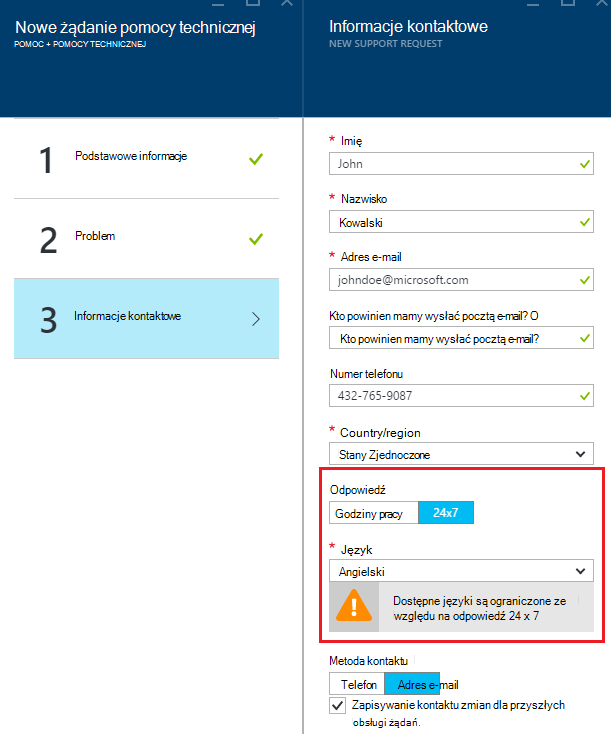 Nowe żądanie pomocy technicznej
POMOC + POMOCY TECHNICZNEJ
1
Podstawowe informacje
2
Problem
3
Informacje kontaktowe
Informacje kontaktowe
NEW SUPPORT REQUEST
* Imię
John
* Nazwisko
Kowalski
* Adres e-mail
johndoe@microsoft.com
Kto powinien mamy wysłać pocztą e-mail? O
Kto powinien mamy wysłać pocztą e-mail?
Numer telefonu
432-765-9087
* Country/region
Stany Zjednoczone
Odpowiedź
Godziny pracy 24x7
* Język
Angielski
Dostępne języki są ograniczone ze
względu na odpowiedź 24 x 7
Metoda kontaktu
Telefon Adres e-mail
Zapisywanie kontaktu zmian dla przyszłych
obsługi żądań.